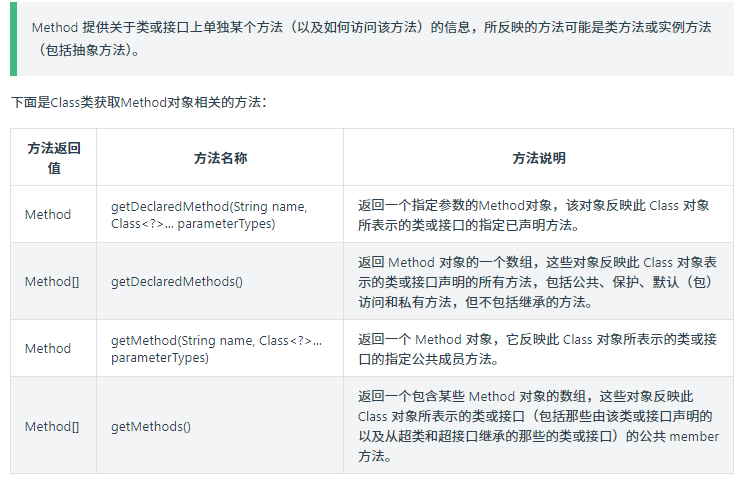 Method 提供关于类或接口上单独某个方法（以及如何访问该方法）的信息，所反映的方法可能是类方法或实例方法
（包括抽象方法）。
下面是Class类获取Method对象相关的方法：
方法返回
值
方法名称
方法说明
Method
getDeclaredMethod(String name,
Class<?>... parameterTypes)
返回一个指定参数的Method对象，该对象反映此 Class 对象
所表示的类或接口的指定已声明方法。
Method[]
getDeclaredMethods()
返回 Method 对象的一个数组，这些对象反映此 Class 对象表
示的类或接口声明的所有方法，包括公共、保护、默认（包）
访问和私有方法，但不包括继承的方法。
Method
getMethod(String name, Class<?>...
parameterTypes)
返回一个 Method 对象，它反映此 Class 对象所表示的类或接
口的指定公共成员方法。
Method[]
getMethods()
返回一个包含某些 Method 对象的数组，这些对象反映此
Class 对象所表示的类或接口（包括那些由该类或接口声明的
以及从超类和超接口继承的那些的类或接口）的公共 member
方法。